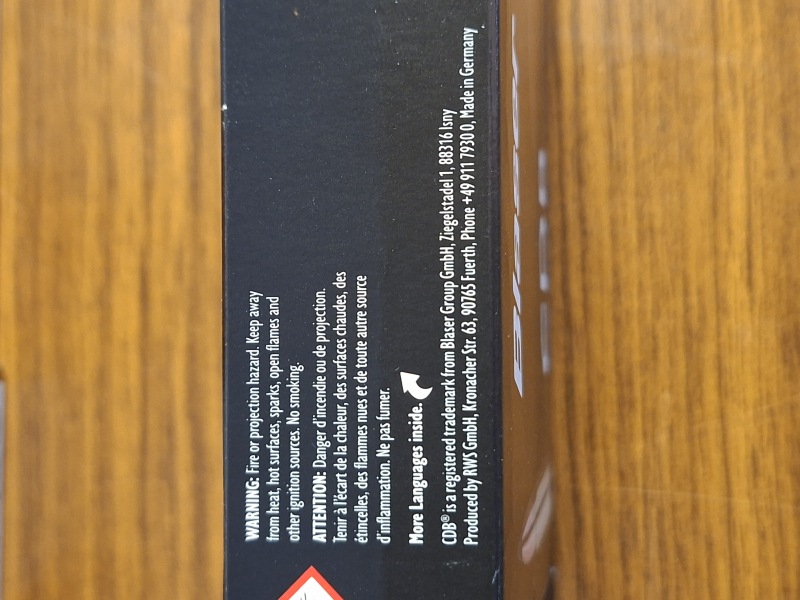 WARNING: Fire or projection hazard. Keep away
from heat, hot surfaces, sparks, open flames and
other ignition sources. No smoking.
ATTENTION: Danger d'incendie ou de projection.
Tenir à l'écart de la chaleur, des surfaces chaudes, des
étincelles, des flammes nues et de toute autre source
d'inflammation. Ne pas fumer.
More Languages inside.
CDB® is a registered trademark from Blaser Group GmbH, Ziegelstadel 1, 88316 Isny
Produced by RWS GmbH, Kronacher Str. 63, 90765 Fuerth, Phone +49 911 7930 0, Made in Germany
Blaser